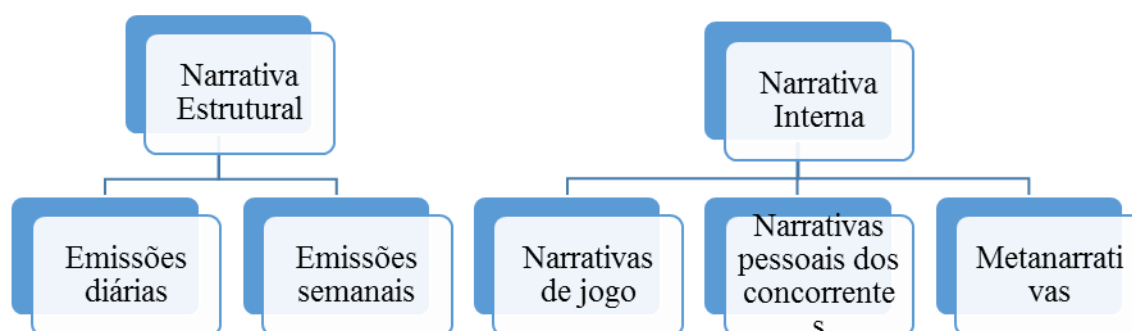 Narrativa
Estrutural
Narrativa
Interna
Emissões
diárias
Emissões
semanais
Narrativas
de jogo
Narrativas
pessoais dos
concorrente
s
Metanarrati
vas